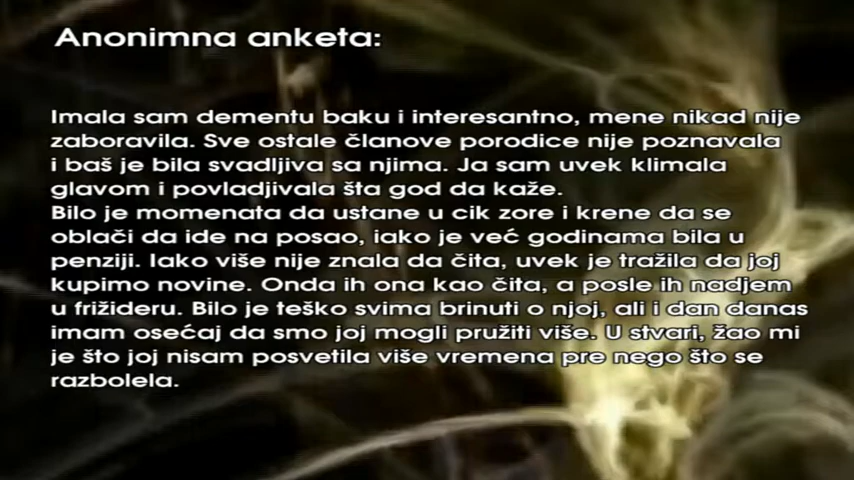 Anonimna anketa:
Imala sam dementu baku i interesantno, mene nikad nije
zaboravila. Sve ostale članove porodice nije poznavala
i baš je bila svadljiva sa njima. Ja sam uvek klimala
glavom i povladjivala šta god da kaže.
Bilo je momenata da ustane u cik zore i krene da se
oblači da ide na posao, iako je već godinama bila u
penziji. Iako više nije znala da čita, uvek je tražila da joj
kupimo novine. Onda ih ona kao čita, a posle ih nadjem
u frižideru. Bilo je teško svima brinuti o njoj, ali i dan danas
imam osećaj da smo joj mogli pružiti više. U stvari, žao mi
je što joj nisam posvetila više vremena pre nego što se
razbolela.